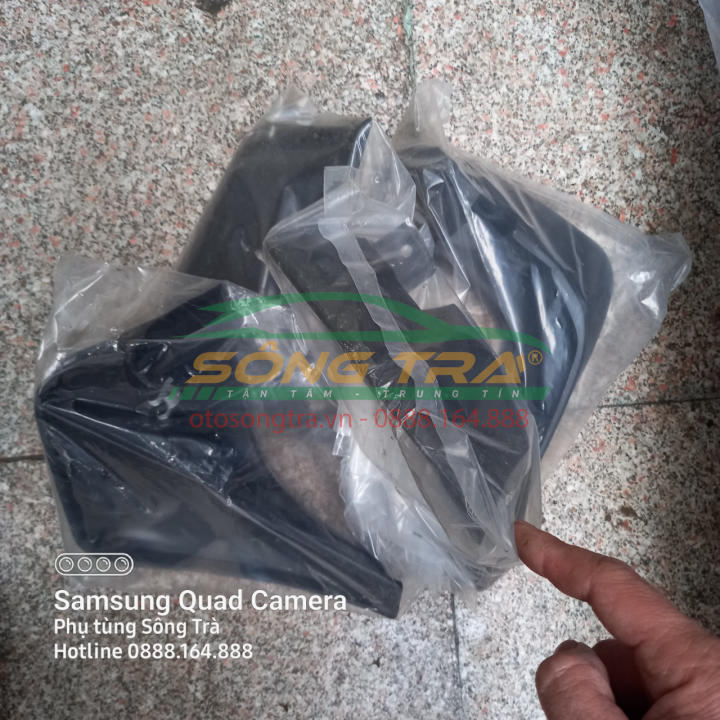 SÔNG TRÀ®
TẬN TÂM - TRUNG TÍN
otosongtra.vn - 0888.164.888
Samsung Quad Camera
Phụ tùng Sông Trà
Hotline 0888.164.888